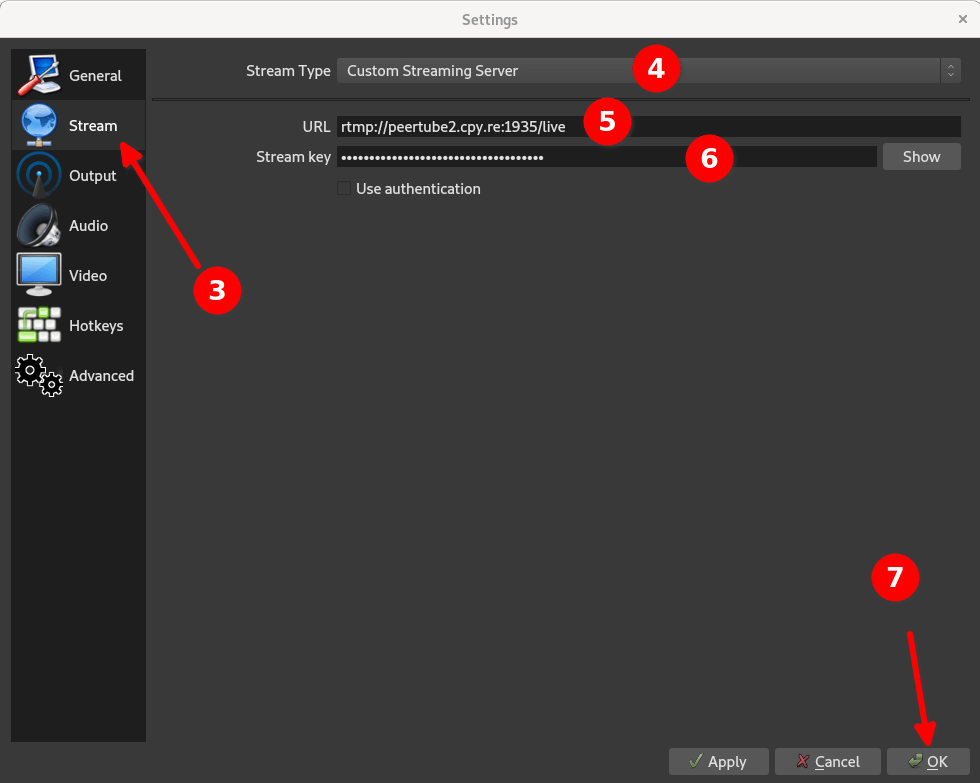 Settings
General
Stream
Output
Audio
Video
Hotkeys
Advanced
Stream Type Custom Streaming Server 4
URL rtmp://peertube2.cpy.re:1935/live 5
Stream key •••••••••••••••••••••••••••••••••••• 6 Show
Use authentication
3
7
Apply Cancel OK